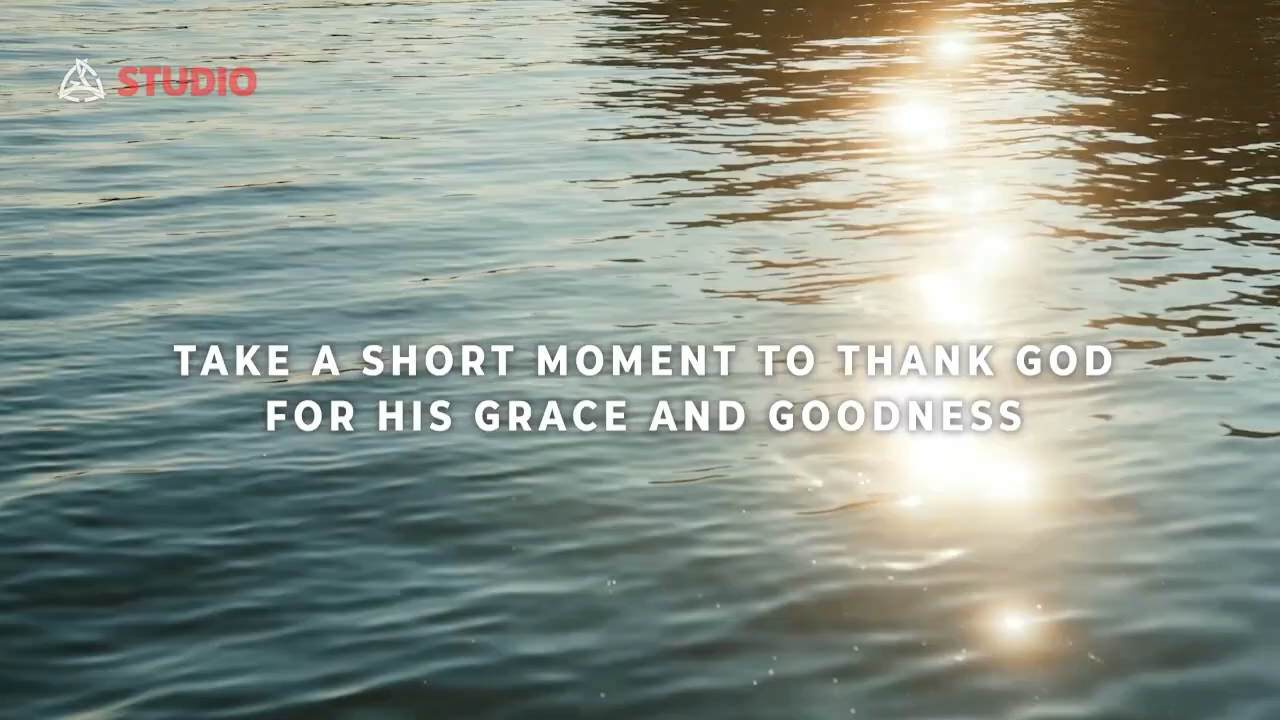 STUDIO
TAKE A SHORT MOMENT TO THANK GOD
FOR HIS GRACE AND GOODNESS